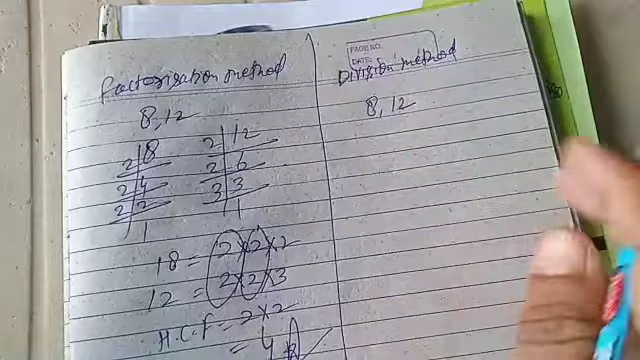 Factorisation method
8, 12
2 8
2 4
2 2
1
2 12
2 6
3 3
1
18 = 2×2×2
12 = 2×2×3
H.C.F = 2×2
= 4
PAGE NO.
DATE:
Division method
8, 12